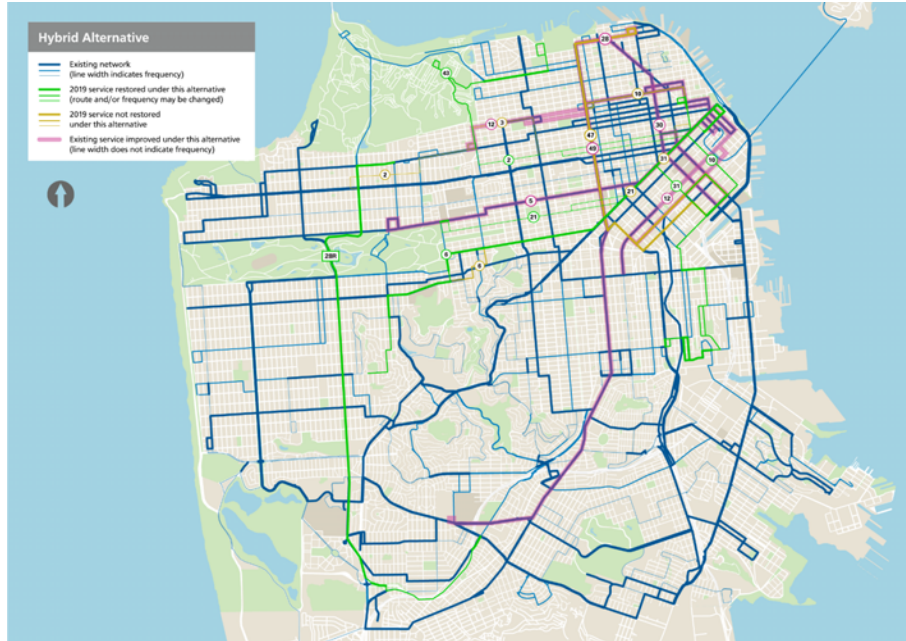 Hybrid Alternative
Existing network
(line width indicates frequency)
2019 service restored under this alternative
(route and/or frequency may be changed)
2019 service not restored
under this alternative
Existing service improved under this alternative
(line width does not indicate frequency)
28
43
10
12
3
47
30
49
2
31
10
2
31
21
12
5
21
28R
6
6